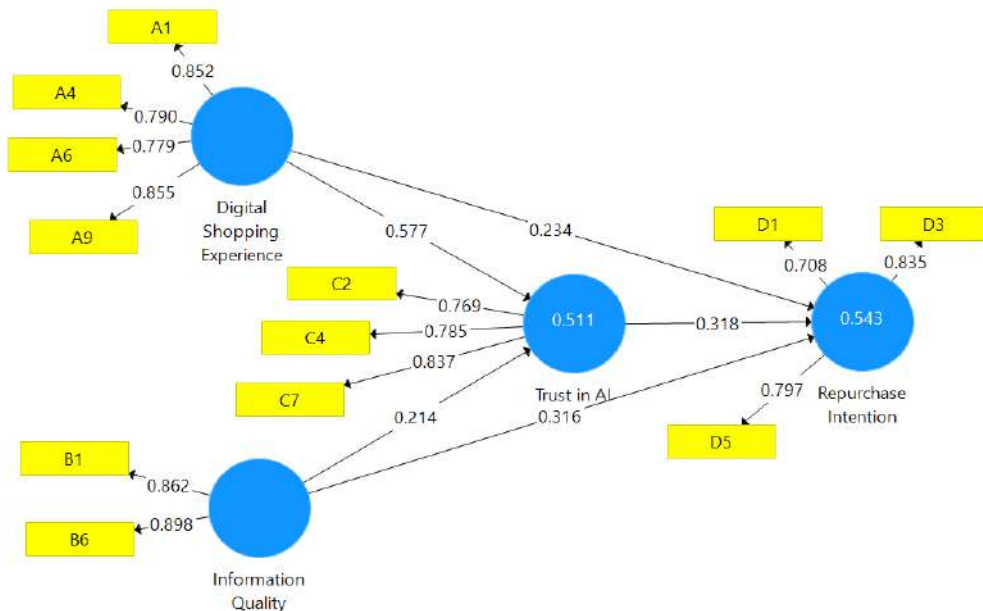 A1
0.852
A4
0.790
A6
0.779
0.855
A9
Digital
Shopping
Experience
0.577
0.234
C2
0.769
C4
0.785
0.837
C7
0.511
Trust in AI
0.318
D1
D3
0.708
0.835
0.543
Repurchase
Intention
0.797
D5
0.214
0.316
B1
0.862
0.898
B6
Information
Quality